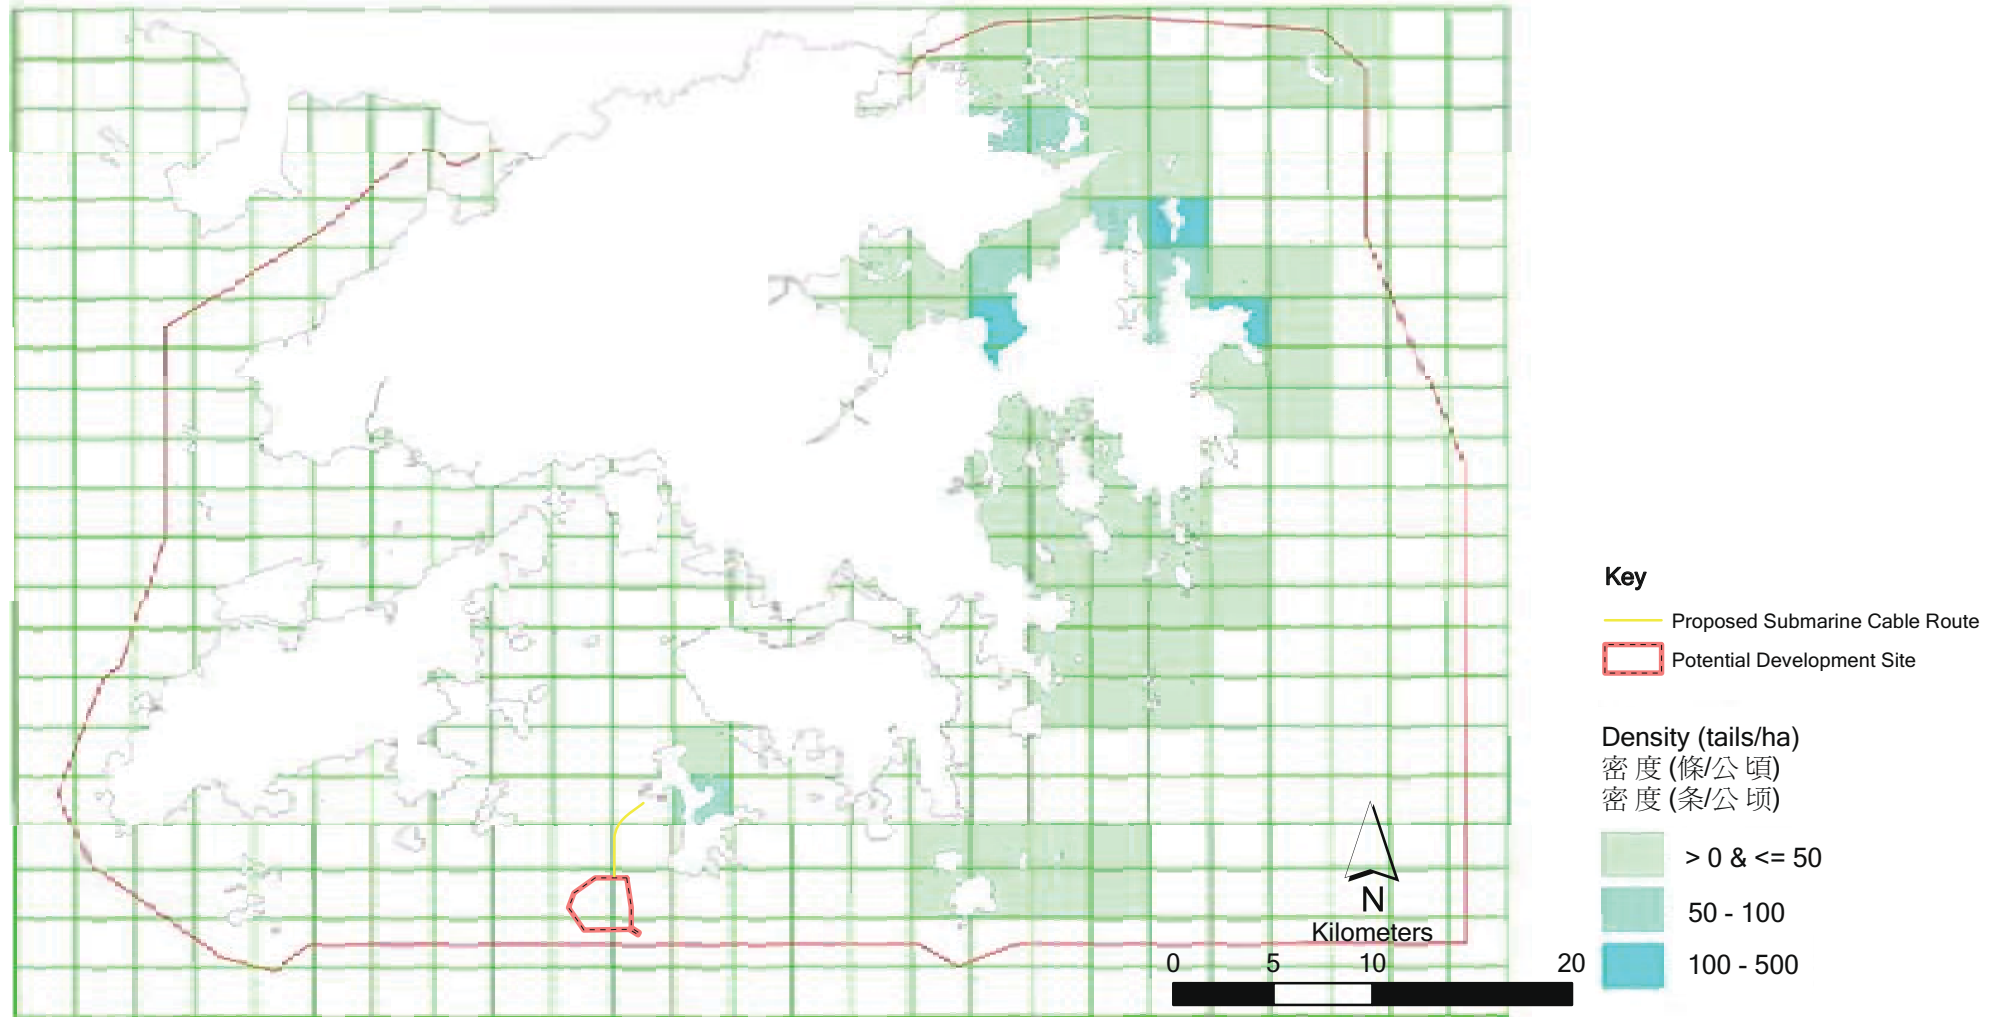 Key
Proposed Submarine Cable Route
Potential Development Site
Density (tails/ha)
密度(條/公頃)
密度(条/公顷)
> 0 & <= 50
50 - 100
100 - 500
N
Kilometers
0 5 10 20